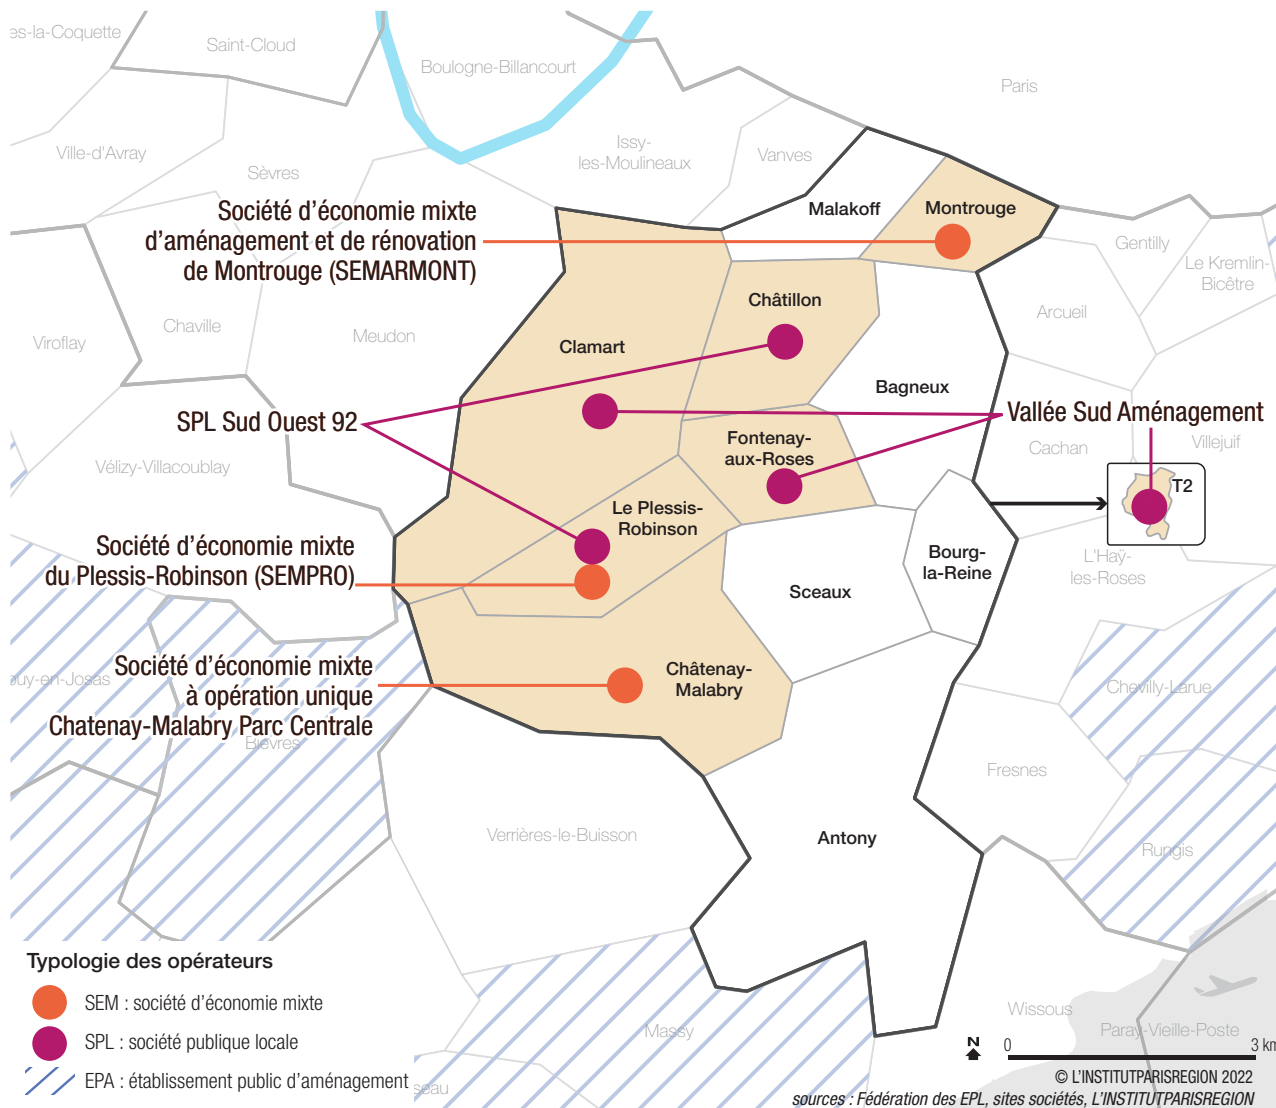 es-la-Coquette
Saint-Cloud
Boulogne-Billancourt
Paris
Ville-d'Avray
Sèvres
Issy-
les-Moulineaux
Vanves
Malakoff
Montrouge
Société d'économie mixte
d'aménagement et de rénovation
de Montrouge (SEMARMONT)
Gentilly
Le Kremlin-
Bicêtre
Viroflay
Chaville
Meudon
Clamart
Châtillon
Arcueil
Bagneux
SPL Sud Ouest 92
Vallée Sud Aménagement
Vélizy-Villacoublay
Fontenay-
aux-Roses
Cachan
Villejuif
T2
Le Plessis-
Robinson
Société d'économie mixte
du Plessis-Robinson (SEMPRO)
Bourg-
la-Reine
L'Haÿ-
les-Roses
Sceaux
Société d'économie mixte
à opération unique
Chatenay-Malabry Parc Centrale
ouy-en-Josas
Bièvres
Châtenay-
Malabry
Chevilly-Larue
Fresnes
Verrières-le-Buisson
Antony
Rungis
Typologie des opérateurs
SEM : société d'économie mixte
SPL : société publique locale
EPA : établissement public d'aménagement
seau
Massy
Wissous
Paray-Vieille-Poste
N
0
3 km
© L'INSTITUTPARISREGION 2022
sources : Fédération des EPL, sites sociétés, L'INSTITUTPARISREGION